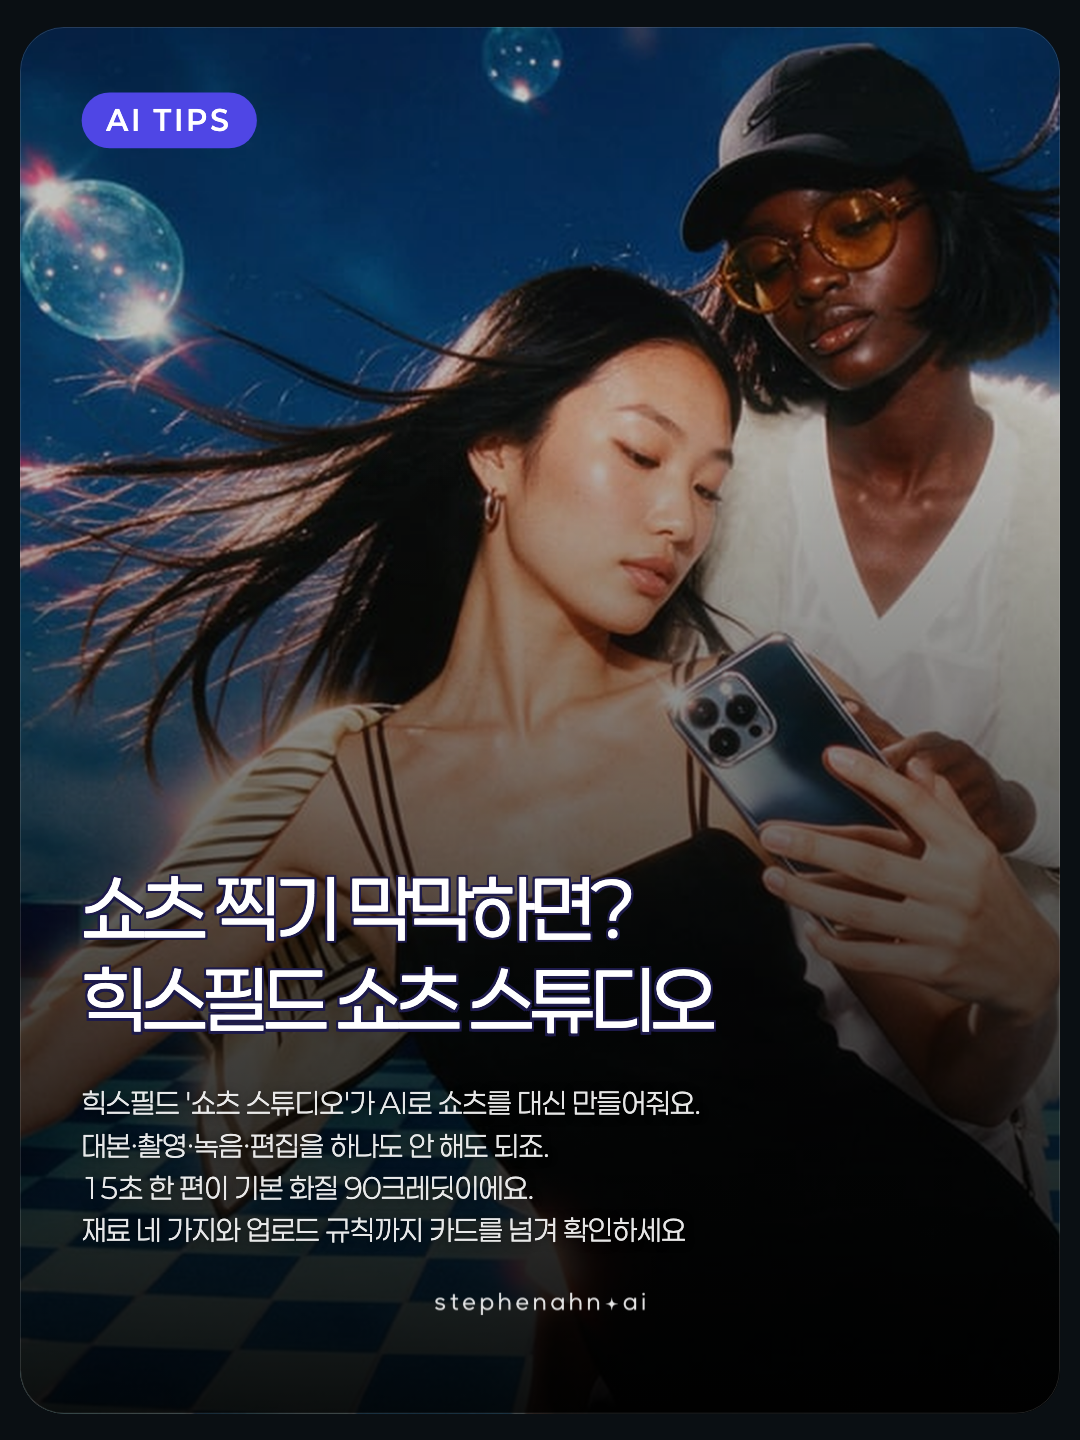 AI TIPS
쇼츠 찍기 막막하면?
힉스필드 쇼츠 스튜디오
힉스필드 '쇼츠 스튜디오'가 AI로 쇼츠를 대신 만들어줘요.
대본·촬영·녹음·편집을 하나도 안 해도 되죠.
15초 한 편이 기본 화질 90크레딧이에요.
재료 네 가지와 업로드 규칙까지 카드를 넘겨 확인하세요
stephenahn✦ai